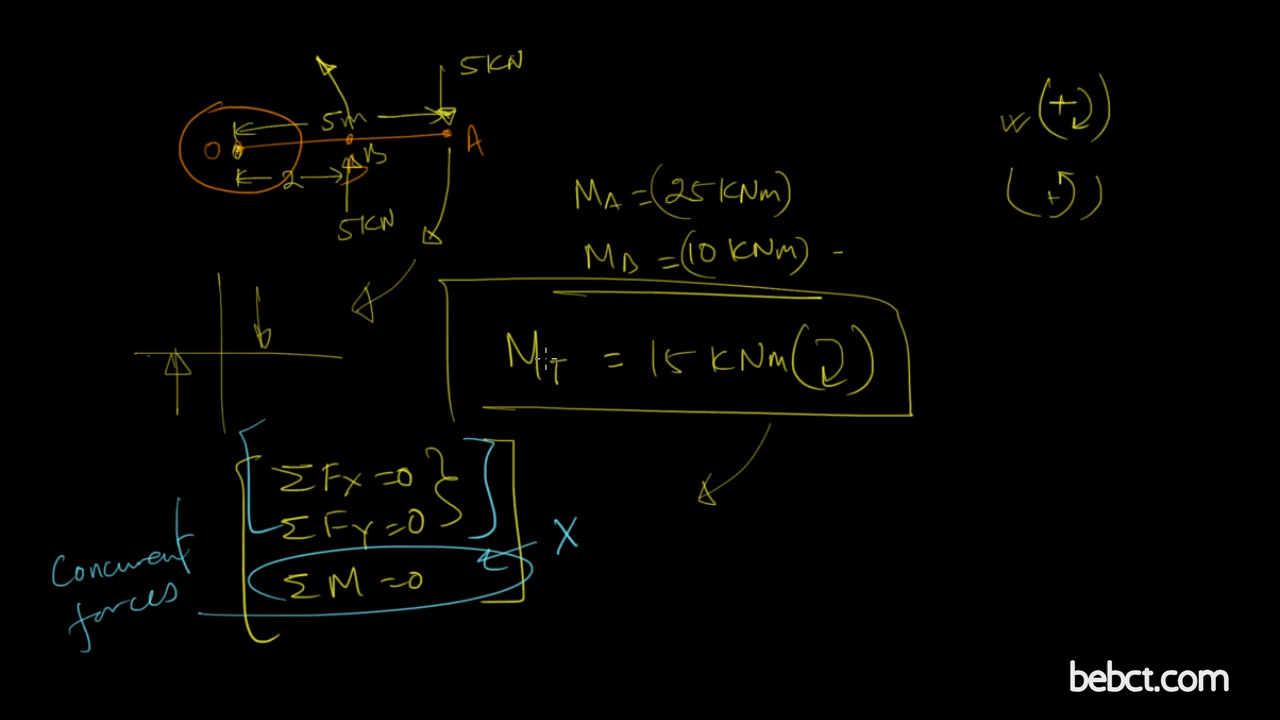 5KN
5m
O
A
B
2
5KN
w (+)
(+)
MA = (25 KNm)
MB = (10 KNm) -
MT = 15 KNm ( )
ΣFx = 0
ΣFy = 0
ΣM = 0
X
Concurrent
forces
bebct.com